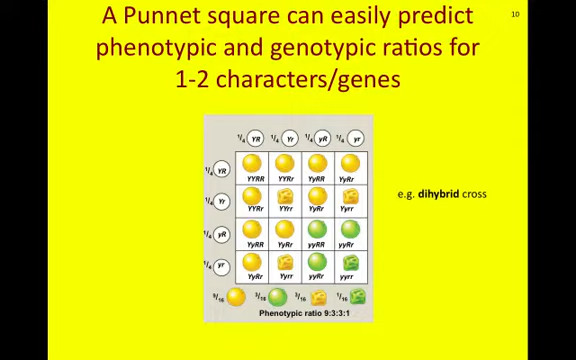 A Punnet square can easily predict
10
phenotypic and genotypic ratios for
1-2 characters/genes
1/4 YR 1/4 Yr 1/4 yR 1/4 yr
1/4 YR
YYRR YYRr YyRR YyRr
1/4 Yr
YYRr YYrr YyRr Yyrr
e.g. dihybrid cross
1/4 yR
YyRR YyRr yyRR yyRr
1/4 yr
YyRr Yyrr yyRr yyrr
9/16 3/16 3/16 1/16
Phenotypic ratio 9:3:3:1